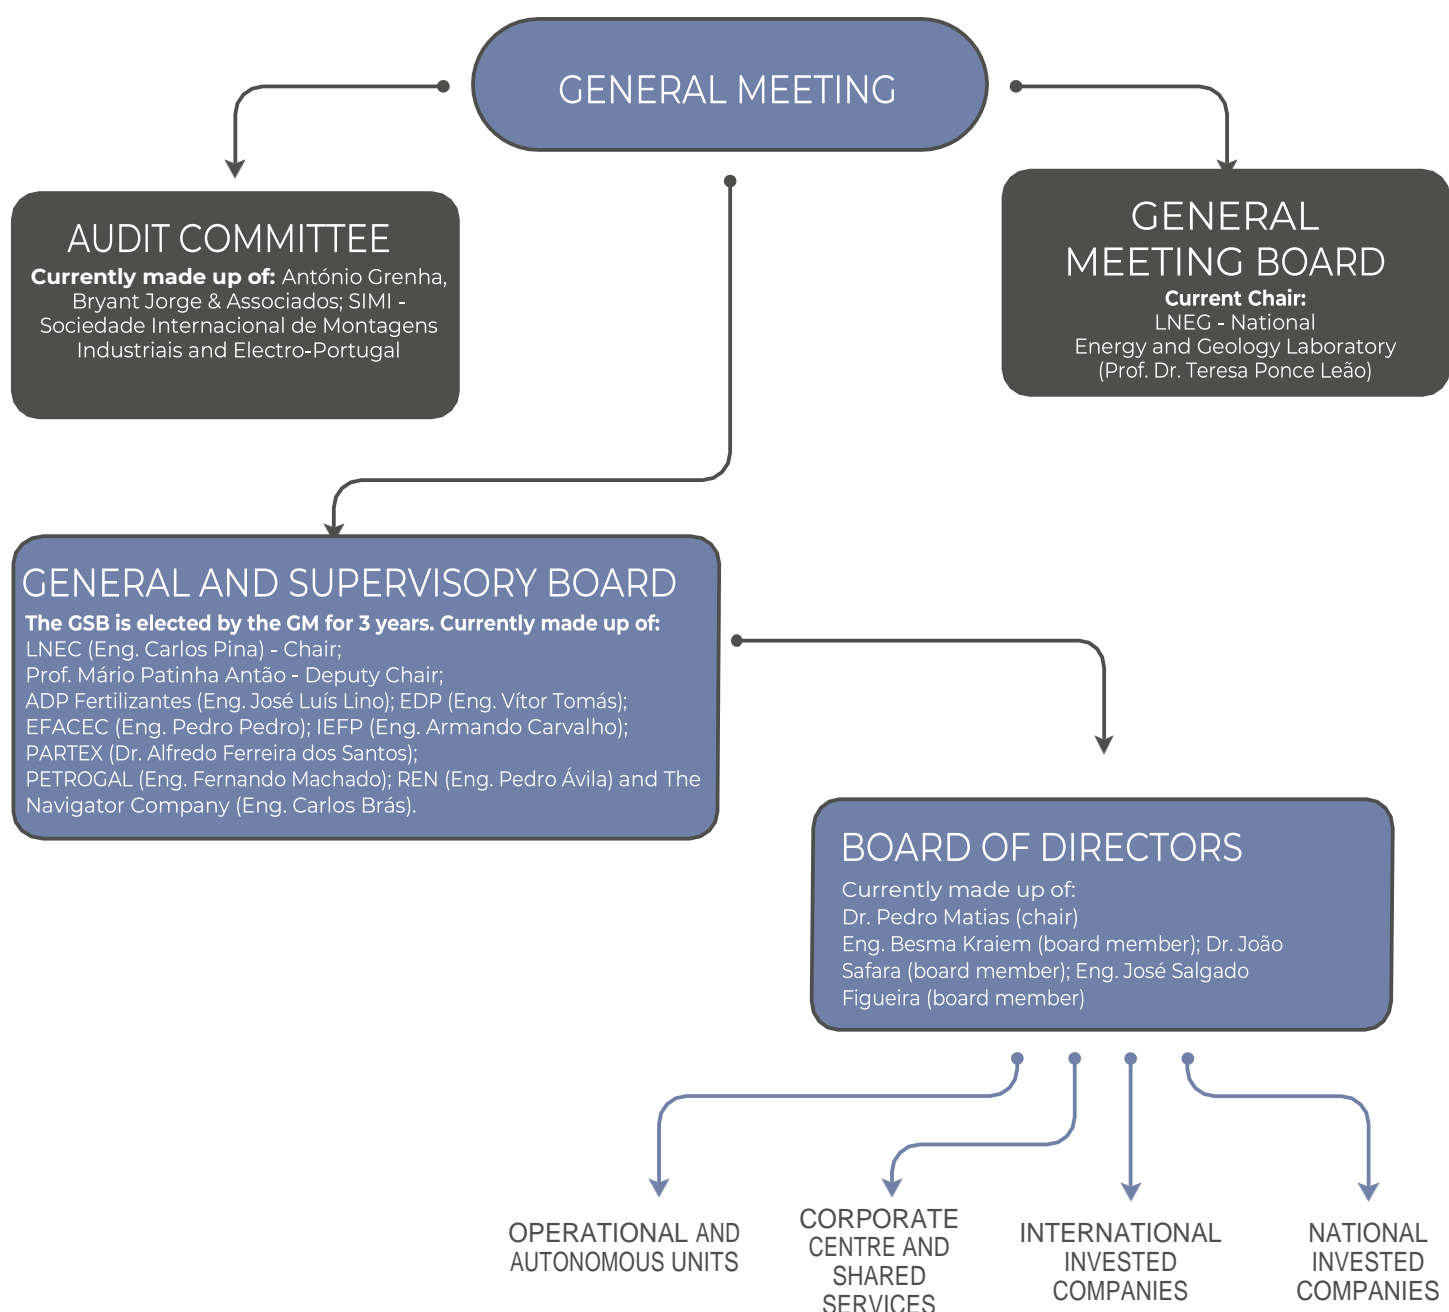 GENERAL MEETING
AUDIT COMMITTEE
Currently made up of: António Grenha,
Bryant Jorge & Associados; SIMI -
Sociedade Internacional de Montagens
Industriais and Electro-Portugal
GENERAL
MEETING BOARD
Current Chair:
LNEG - National
Energy and Geology Laboratory
(Prof. Dr. Teresa Ponce Leão)
GENERAL AND SUPERVISORY BOARD
The GSB is elected by the GM for 3 years. Currently made up of:
LNEC (Eng. Carlos Pina) - Chair;
Prof. Mário Patinha Antão - Deputy Chair;
ADP Fertilizantes (Eng. José Luís Lino); EDP (Eng. Vítor Tomás);
EFACEC (Eng. Pedro Pedro); IEFP (Eng. Armando Carvalho);
PARTEX (Dr. Alfredo Ferreira dos Santos);
PETROGAL (Eng. Fernando Machado); REN (Eng. Pedro Ávila) and The
Navigator Company (Eng. Carlos Brás).
BOARD OF DIRECTORS
Currently made up of:
Dr. Pedro Matias (chair)
Eng. Besma Kraiem (board member); Dr. João
Safara (board member); Eng. José Salgado
Figueira (board member)
OPERATIONAL AND
AUTONOMOUS UNITS
CORPORATE
CENTRE AND
SHARED
SERVICES
INTERNATIONAL
INVESTED
COMPANIES
NATIONAL
INVESTED
COMPANIES